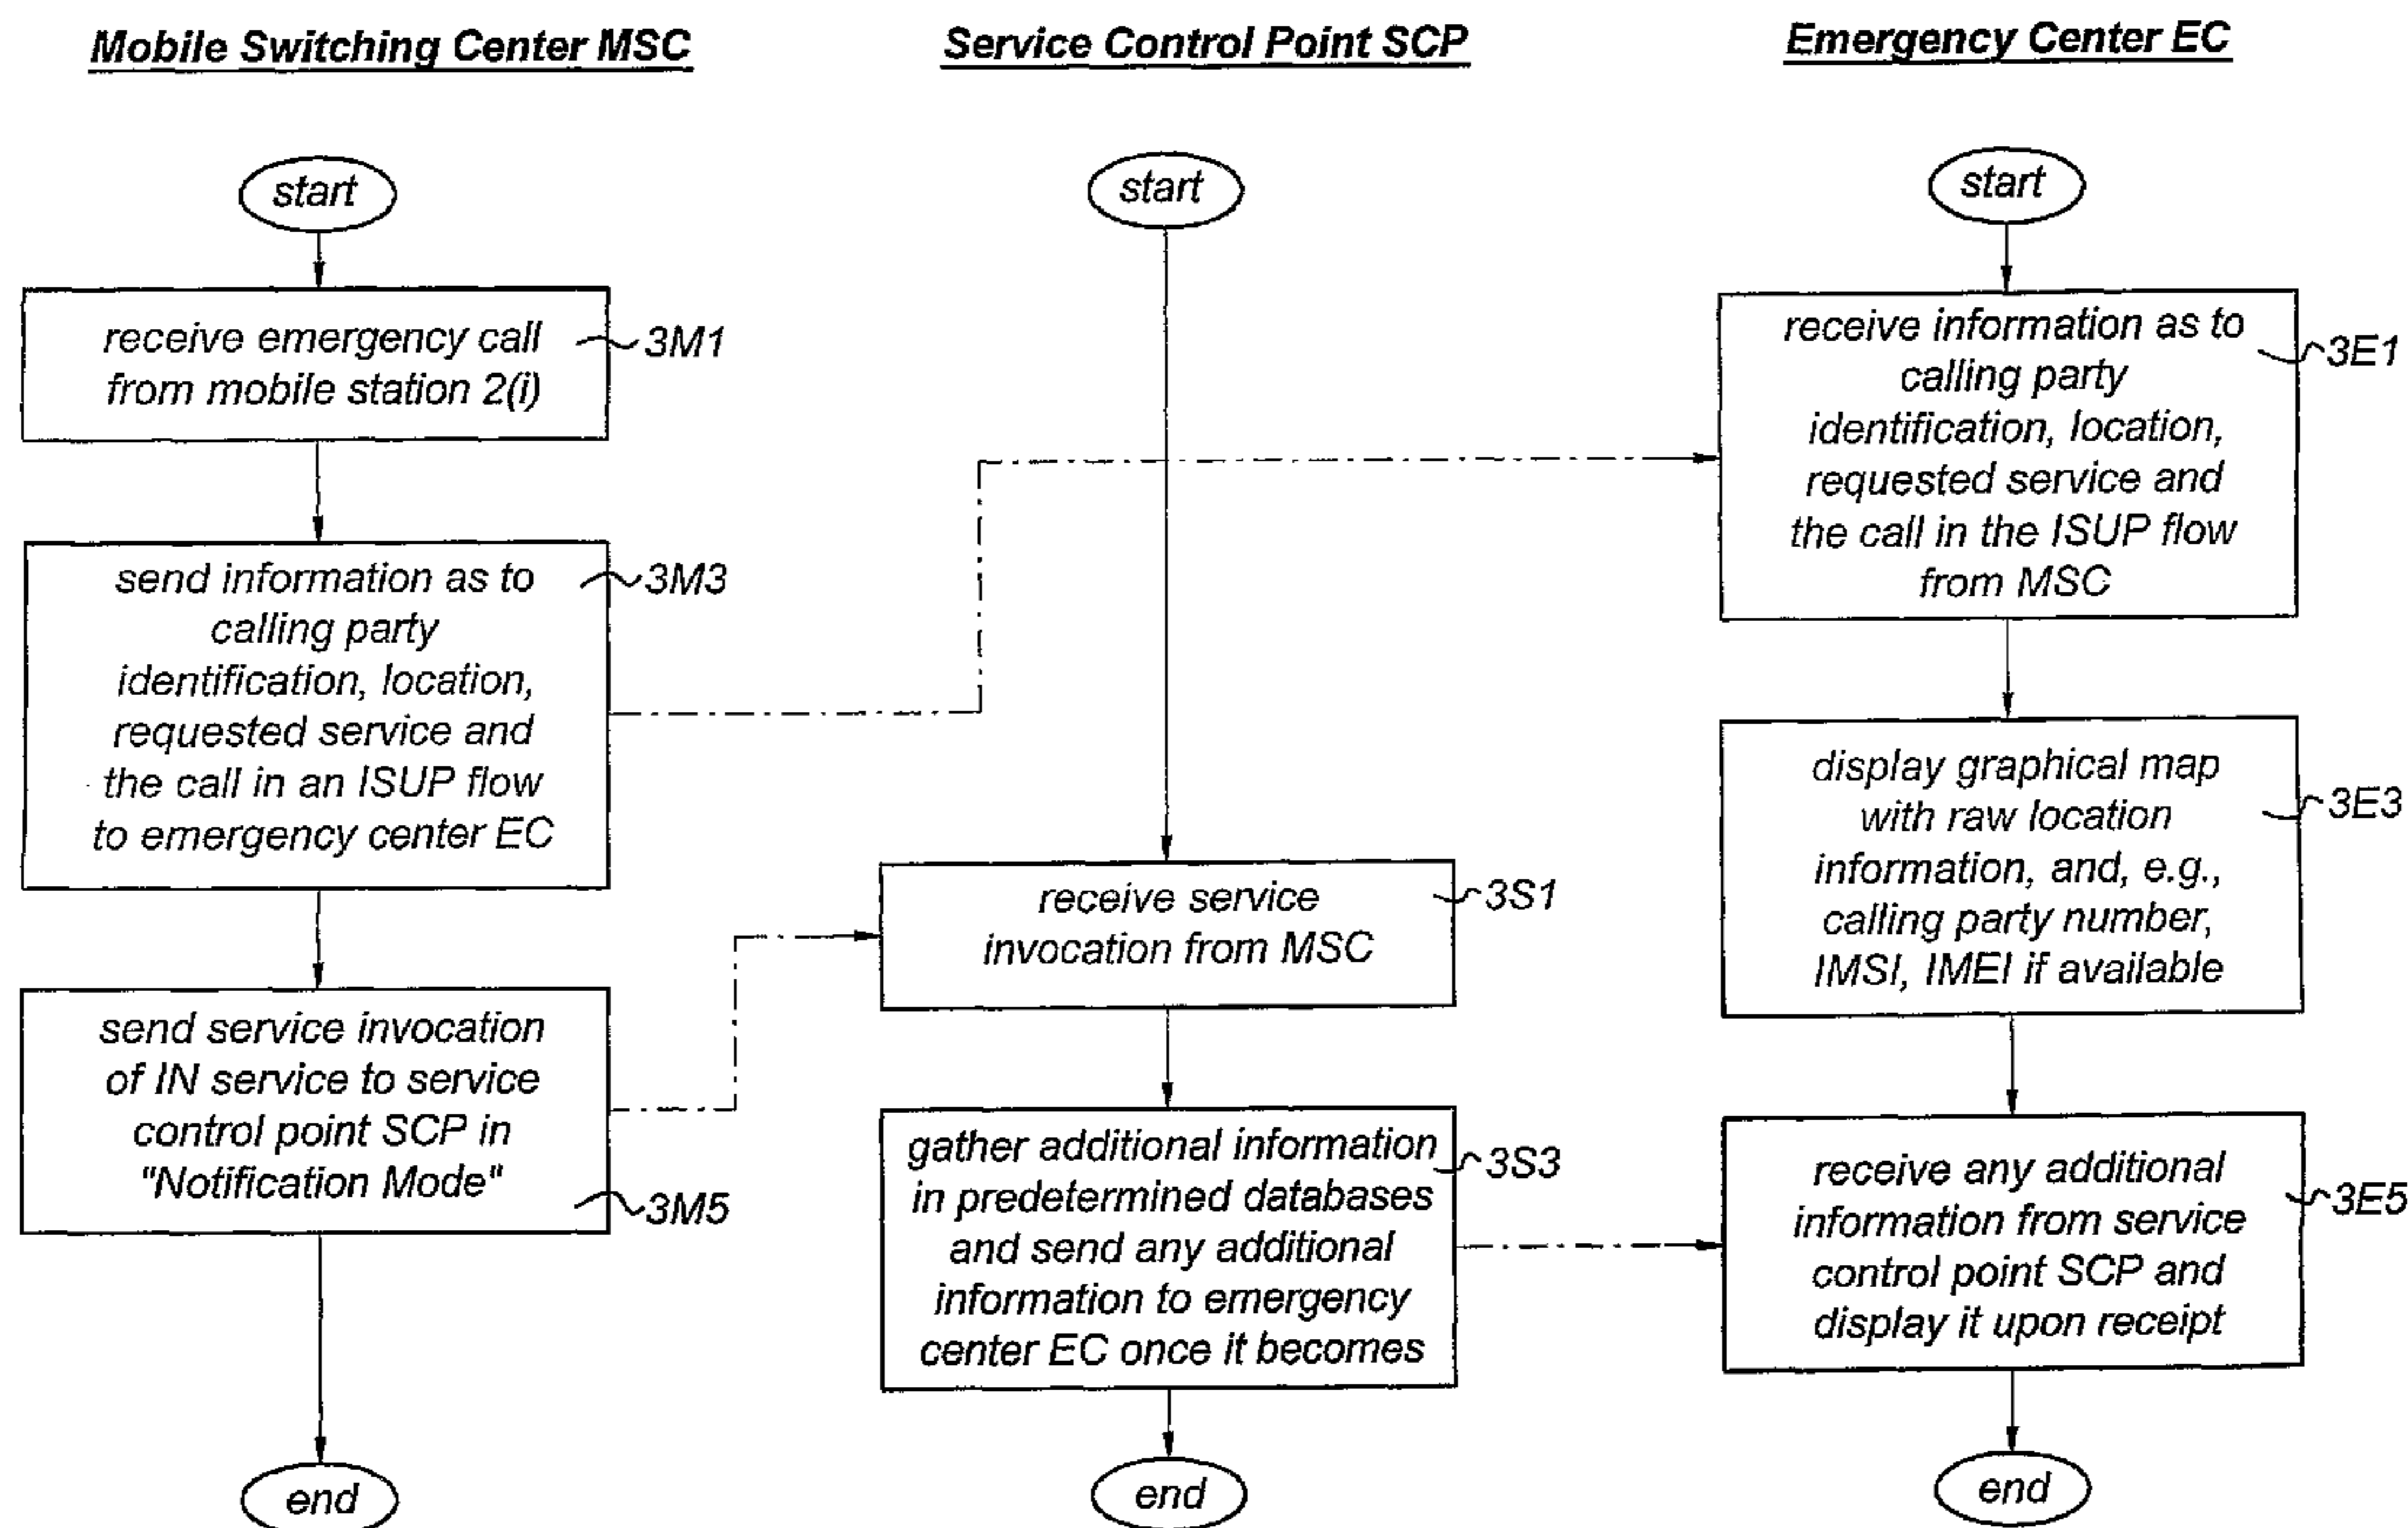 Mobile Switching Center MSC
start
receive emergency call
from mobile station 2(i)
3M1
send information as to
calling party
identification, location,
requested service and
the call in an ISUP flow
to emergency center EC
3M3
send service invocation
of IN service to service
control point SCP in
"Notification Mode"
3M5
end
Service Control Point SCP
start
receive service
invocation from MSC
3S1
gather additional information
in predetermined databases
and send any additional
information to emergency
center EC once it becomes
3S3
end
Emergency Center EC
start
receive information as to
calling party
identification, location,
requested service and
the call in the ISUP flow
from MSC
3E1
display graphical map
with raw location
information, and, e.g.,
calling party number,
IMSI, IMEI if available
3E3
receive any additional
information from service
control point SCP and
display it upon receipt
3E5
end